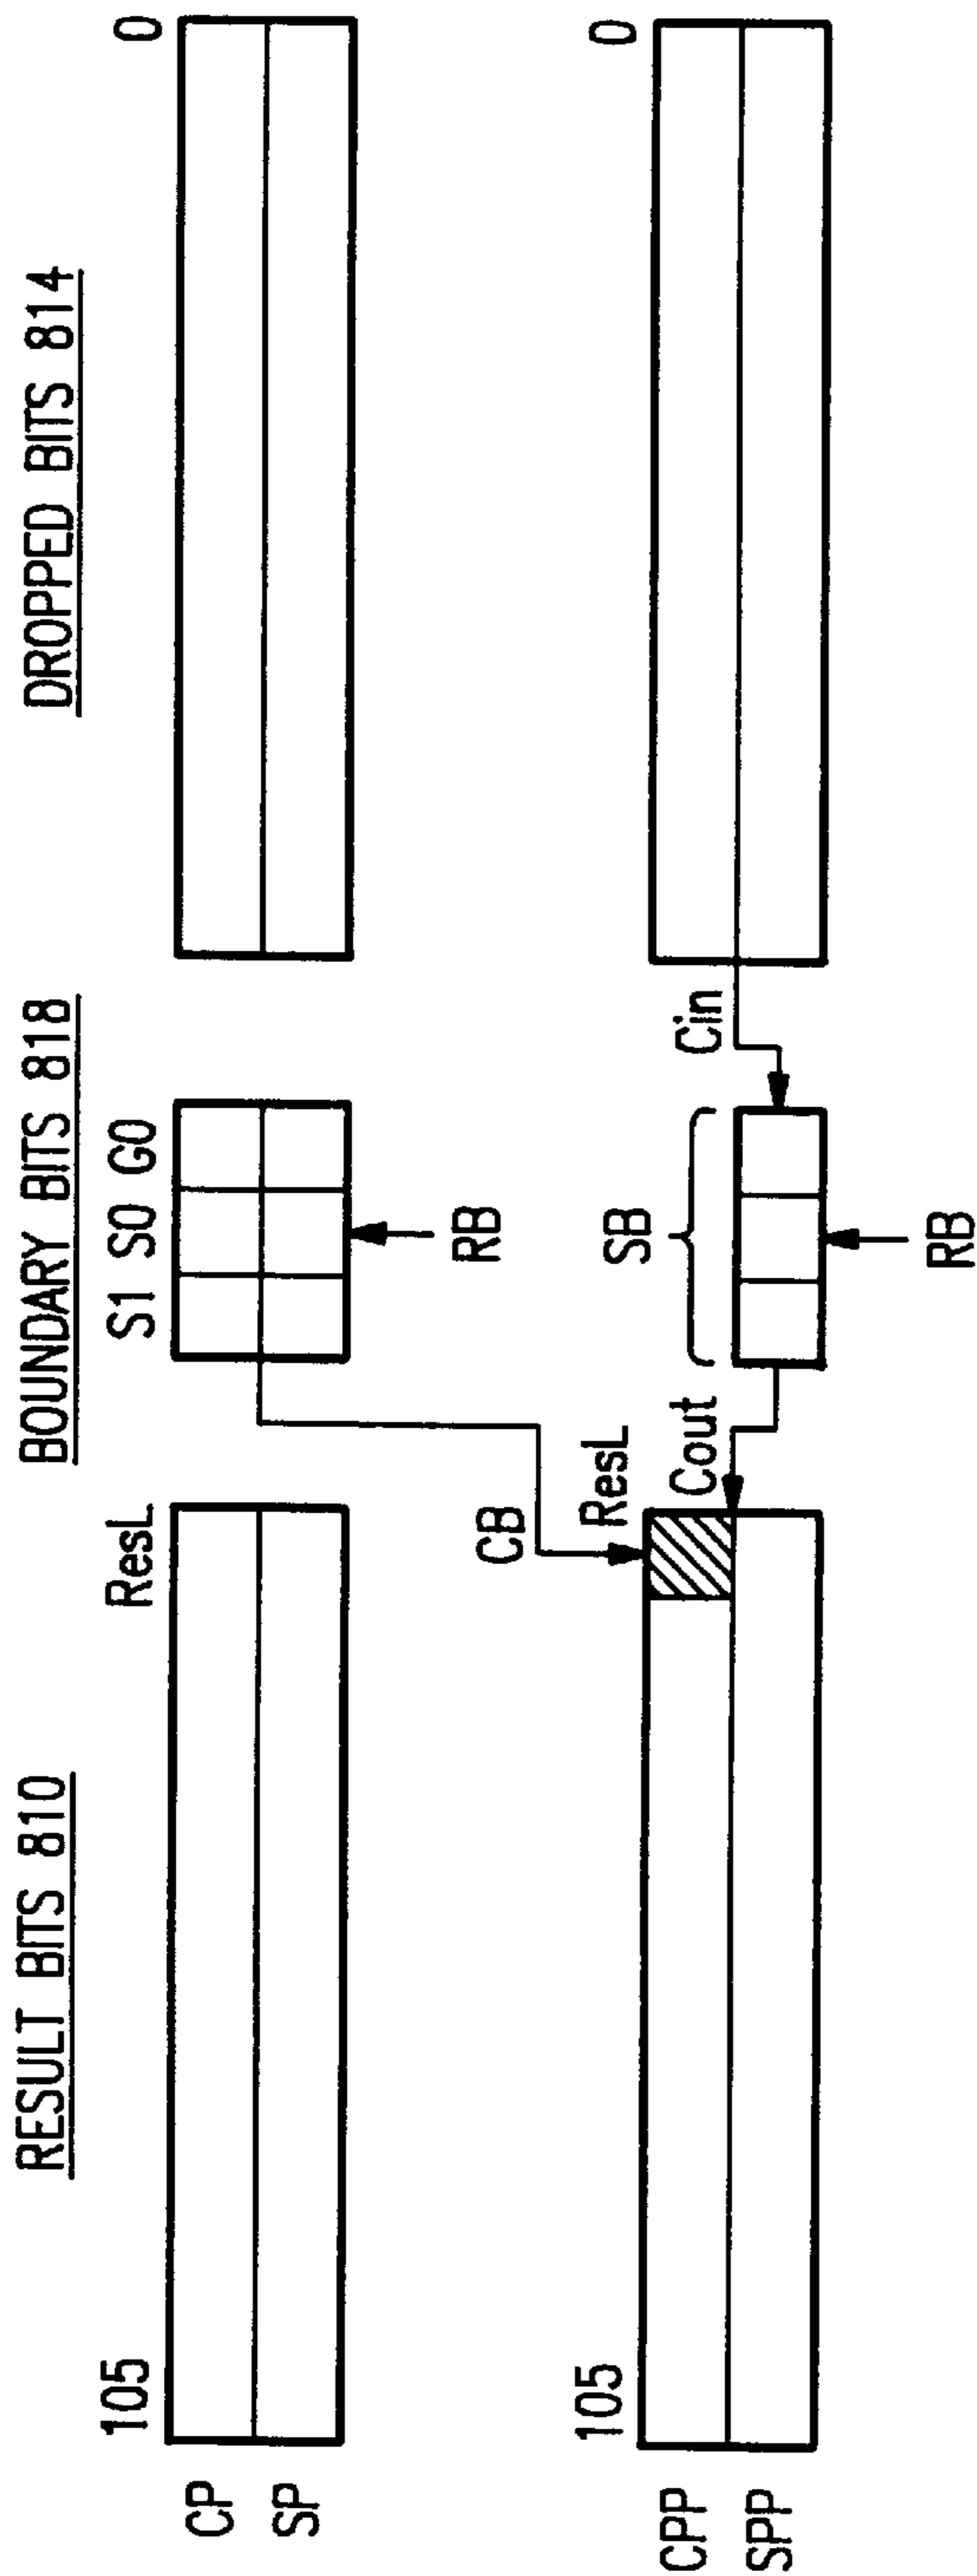 RESULT BITS 810
BOUNDARY BITS 818
DROPPED BITS 814
105
ResL
S1 S0 G0
0
CP
SP
RB
CB
105
ResL
SB
0
CPP
Cout
Cin
SPP
RB